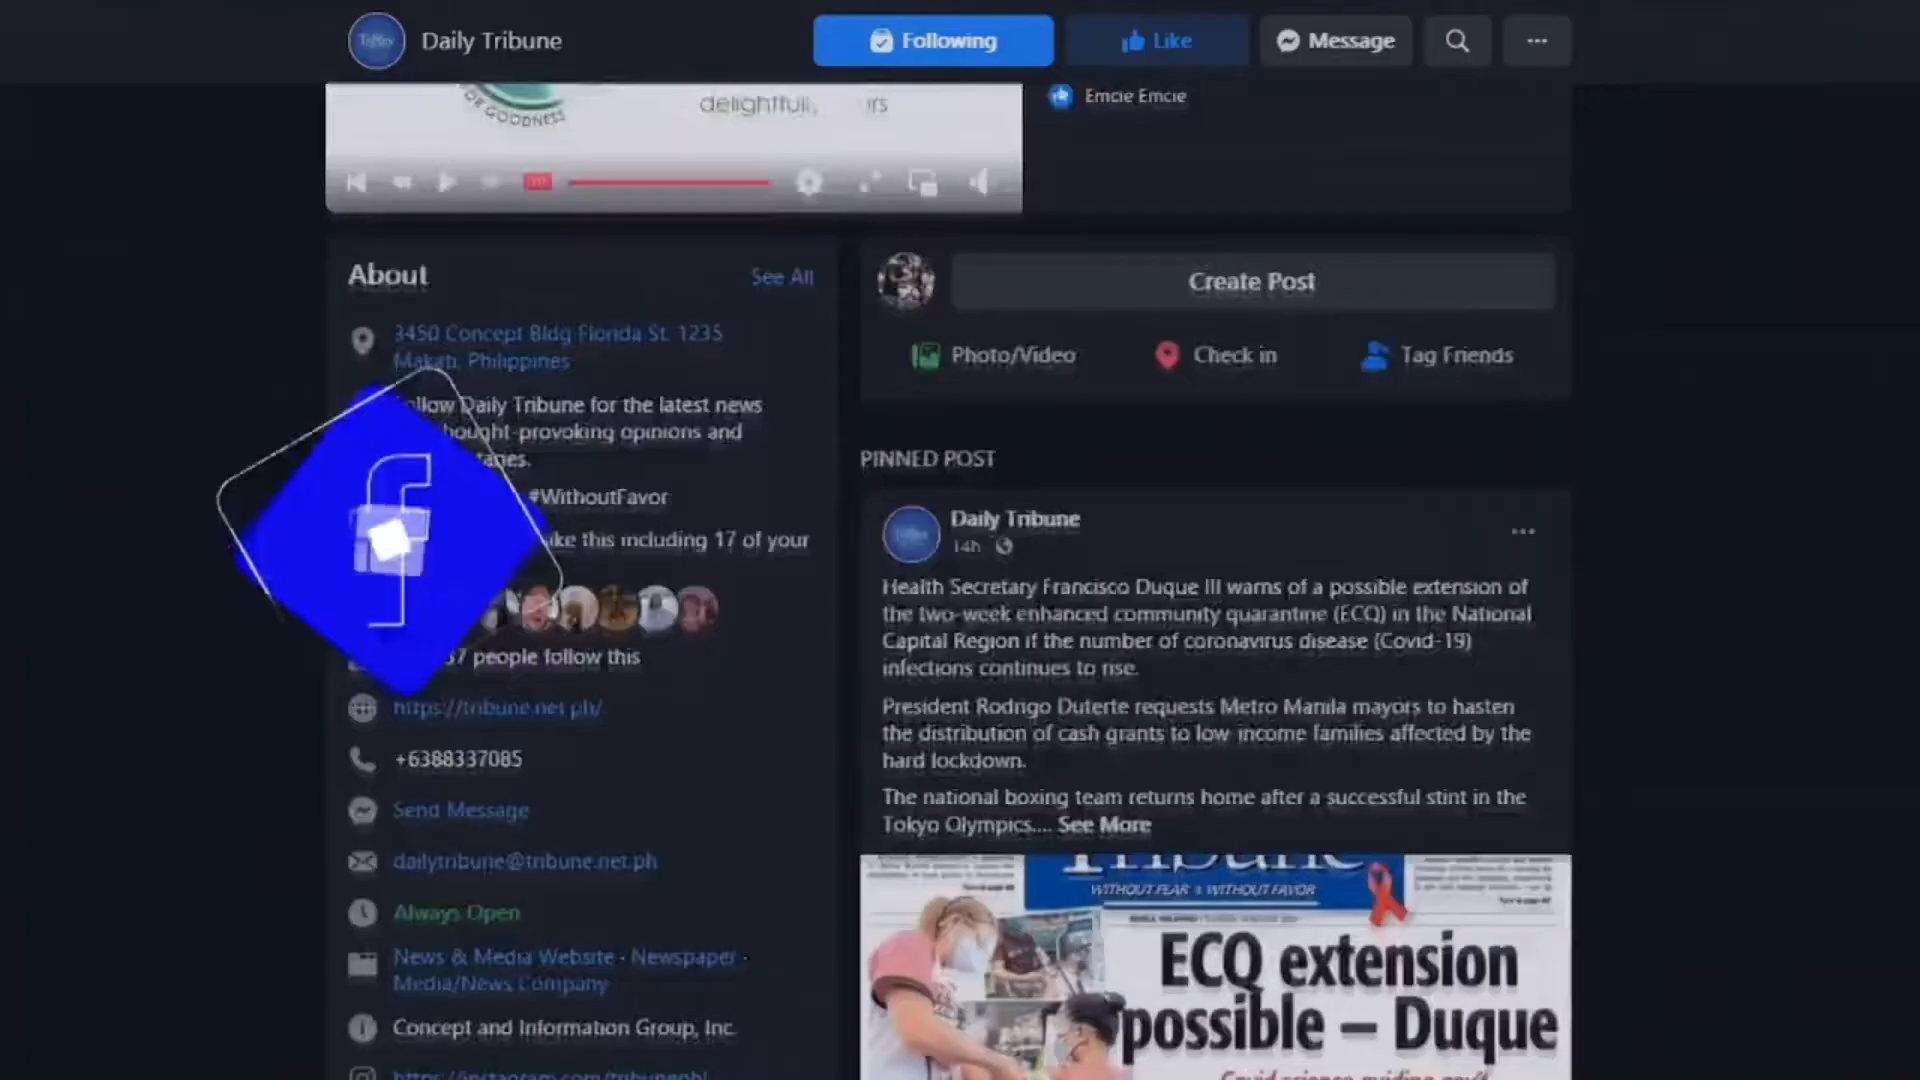 Daily Tribune
Following
Like
Message
FOR GOODNESS
Emcie Emcie
About
See All
3450 Concept Bldg Florida St. 1235
Makati, Philippines
Follow Daily Tribune for the latest news
thought-provoking opinions and
#WithoutFavor
like this including 17 of your
37 people follow this
https://tribune.net.ph/
+6388337085
Send Message
dailytribune@tribune.net.ph
Always Open
News & Media Website · Newspaper ·
Media/News Company
Concept and Information Group, Inc.
Create Post
Photo/Video
Check in
Tag Friends
PINNED POST
Daily Tribune
14h
Health Secretary Francisco Duque III warns of a possible extension of
the two-week enhanced community quarantine (ECQ) in the National
Capital Region if the number of coronavirus disease (Covid-19)
infections continues to rise.
President Rodrigo Duterte requests Metro Manila mayors to hasten
the distribution of cash grants to low income families affected by the
hard lockdown.
The national boxing team returns home after a successful stint in the
Tokyo Olympics.... See More
Tribune
WITHOUT FEAR | WITHOUT FAVOR
ECQ extension
possible – Duque